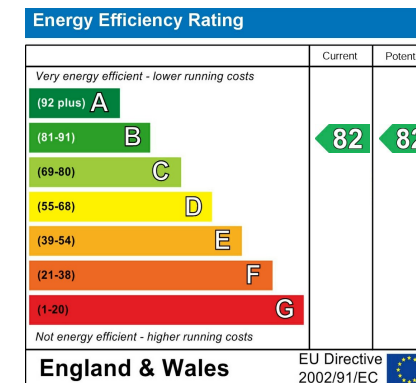 Energy Efficiency Rating
Current Potent
Very energy efficient - lower running costs
(92 plus) A
(81-91) B 82 82
(69-80) C
(55-68) D
(39-54) E
(21-38) F
(1-20) G
Not energy efficient - higher running costs
England & Wales
EU Directive
2002/91/EC